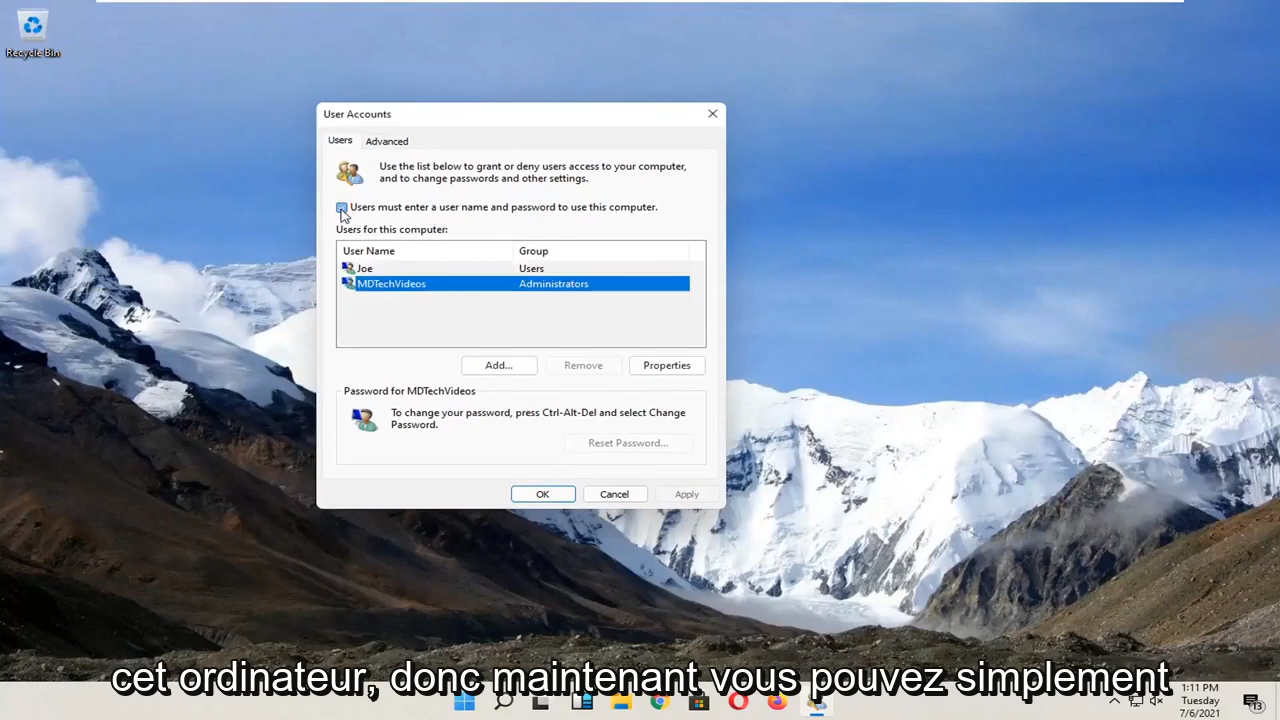 Recycle Bin
User Accounts
Users
Advanced
Use the list below to grant or deny users access to your computer,
and to change passwords and other settings.
Users must enter a user name and password to use this computer.
Users for this computer:
User Name
Group
Joe
Users
MDTechVideos
Administrators
Add...
Remove
Properties
Password for MDTechVideos
To change your password, press Ctrl-Alt-Del and select Change
Password.
Reset Password...
OK
Cancel
Apply
cet ordinateur, donc maintenant vous pouvez simplement
1:11 PM
Tuesday
7/6/2021
13